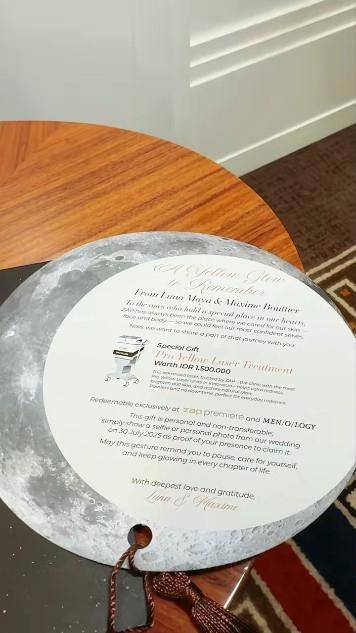 A Yellow Glow
to Remember
From Luna Maya & Maxime Bouttier
To the ones who hold a special place in our hearts,
ZAP has always been the place where we cared for our skin,
face and body — so we could feel our most confident selves.
Now, we want to share a part of that journey with you.
Special Gift
Pro Yellow Laser Treatment
Worth IDR 1.500.000
Redeemable exclusively at zap premiere and MEN/O/LOGY
This gift is personal and non-transferable;
simply show a selfie or personal photo from our wedding
on 30 July 2025 as proof of your presence to claim it.
May this gesture remind you to pause, care for yourself,
and keep glowing in every chapter of life.
With deepest love and gratitude,
Luna & Maxime